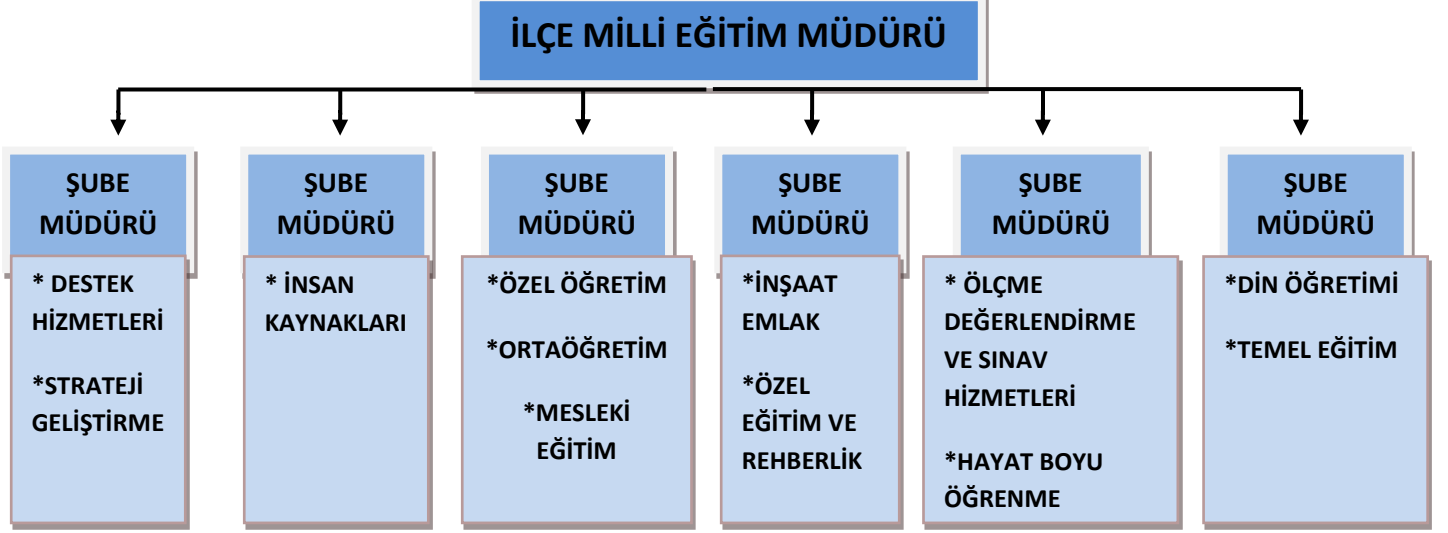 İLÇE MİLLİ EĞİTİM MÜDÜRÜ
ŞUBE
MÜDÜRÜ
* DESTEK
HİZMETLERİ
*STRATEJİ
GELİŞTİRME
ŞUBE
MÜDÜRÜ
* İNSAN
KAYNAKLARI
ŞUBE
MÜDÜRÜ
*ÖZEL ÖĞRETİM
*ORTAÖĞRETİM
*MESLEKİ
EĞİTİM
ŞUBE
MÜDÜRÜ
*İNŞAAT
EMLAK
*ÖZEL
EĞİTİM VE
REHBERLİK
ŞUBE
MÜDÜRÜ
* ÖLÇME
DEĞERLENDİRME
VE SINAV
HİZMETLERİ
*HAYAT BOYU
ÖĞRENME
ŞUBE
MÜDÜRÜ
*DİN ÖĞRETİMİ
*TEMEL EĞİTİM